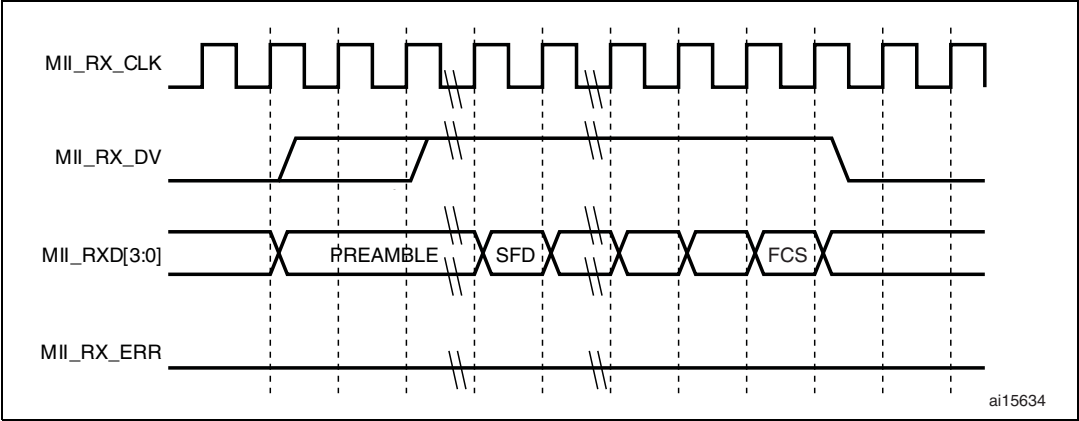 MII_RX_CLK
MII_RX_DV
MII_RXD[3:0]
PREAMBLE
SFD
FCS
MII_RX_ERR
ai15634